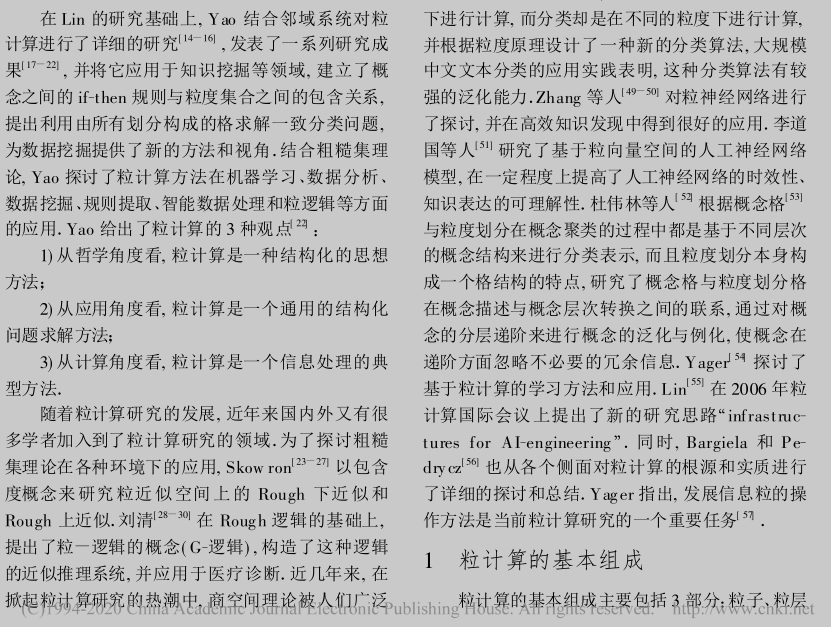 在 Lin 的研究基础上, Yao 结合邻域系统对粒
计算进行了详细的研究[14-16], 发表了一系列研究成
果[17-22], 并将它应用于知识挖掘等领域, 建立了概
念之间的 if-then 规则与粒度集合之间的包含关系,
提出利用由所有划分构成的格求解一致分类问题,
为数据挖掘提供了新的方法和视角.结合粗糙集理
论, Yao 探讨了粒计算方法在机器学习、数据分析、
数据挖掘、规则提取、智能数据处理和粒逻辑等方面
的应用. Yao 给出了粒计算的 3 种观点[22]:
1) 从哲学角度看, 粒计算是一种结构化的思想
方法;
2) 从应用角度看, 粒计算是一个通用的结构化
问题求解方法;
3) 从计算角度看, 粒计算是一个信息处理的典
型方法.
随着粒计算研究的发展, 近年来国内外又有很
多学者加入到了粒计算研究的领域.为了探讨粗糙
集理论在各种环境下的应用, Skowron[23-27] 以包含
度概念来研究粒近似空间上的 Rough 下近似和
Rough 上近似.刘清[28-30] 在 Rough 逻辑的基础上,
提出了粒-逻辑的概念(G-逻辑), 构造了这种逻辑
的近似推理系统, 并应用于医疗诊断. 近几年来, 在
掀起粒计算研究的热潮中, 商空间理论被人们广泛
下进行计算, 而分类却是在不同的粒度下进行计算,
并根据粒度原理设计了一种新的分类算法, 大规模
中文文本分类的应用实践表明, 这种分类算法有较
强的泛化能力.Zhang 等人[49-50] 对粒神经网络进行
了探讨, 并在高效知识发现中得到很好的应用. 李道
国等人[51] 研究了基于粒向量空间的人工神经网络
模型, 在一定程度上提高了人工神经网络的时效性、
知识表达的可理解性. 杜伟林等人[52] 根据概念格[53]
与粒度划分在概念聚类的过程中都是基于不同层次
的概念结构来进行分类表示, 而且粒度划分本身构
成一个格结构的特点, 研究了概念格与粒度划分格
在概念描述与概念层次转换之间的联系, 通过对概
念的分层递阶来进行概念的泛化与例化, 使概念在
递阶方面忽略不必要的冗余信息. Yager[54] 探讨了
基于粒计算的学习方法和应用. Lin[55] 在 2006 年粒
计算国际会议上提出了新的研究思路“infrastruc-
tures for AI-engineering”. 同时, Bargiela 和 Pe-
drycz[56] 也从各个侧面对粒计算的根源和实质进行
了详细的探讨和总结. Yager 指出, 发展信息粒的操
作方法是当前粒计算研究的一个重要任务[57].
1 粒计算的基本组成
粒计算的基本组成主要包括 3 部分:粒子、粒层
(C)1994-2020 China Academic Journal Electronic Publishing House. All rights reserved. http://www.cnki.net